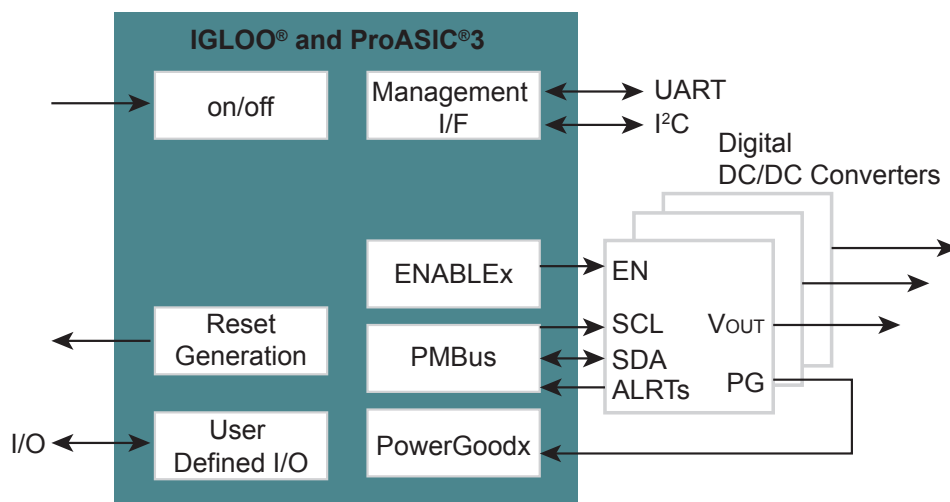 IGLOO® and ProASIC®3
on/off
Management
I/F
UART
I²C
Digital
DC/DC Converters
ENABLEx
EN
Reset
Generation
PMBus
SCL
SDA
ALRTs
VOUT
PG
I/O
User
Defined I/O
PowerGoodx